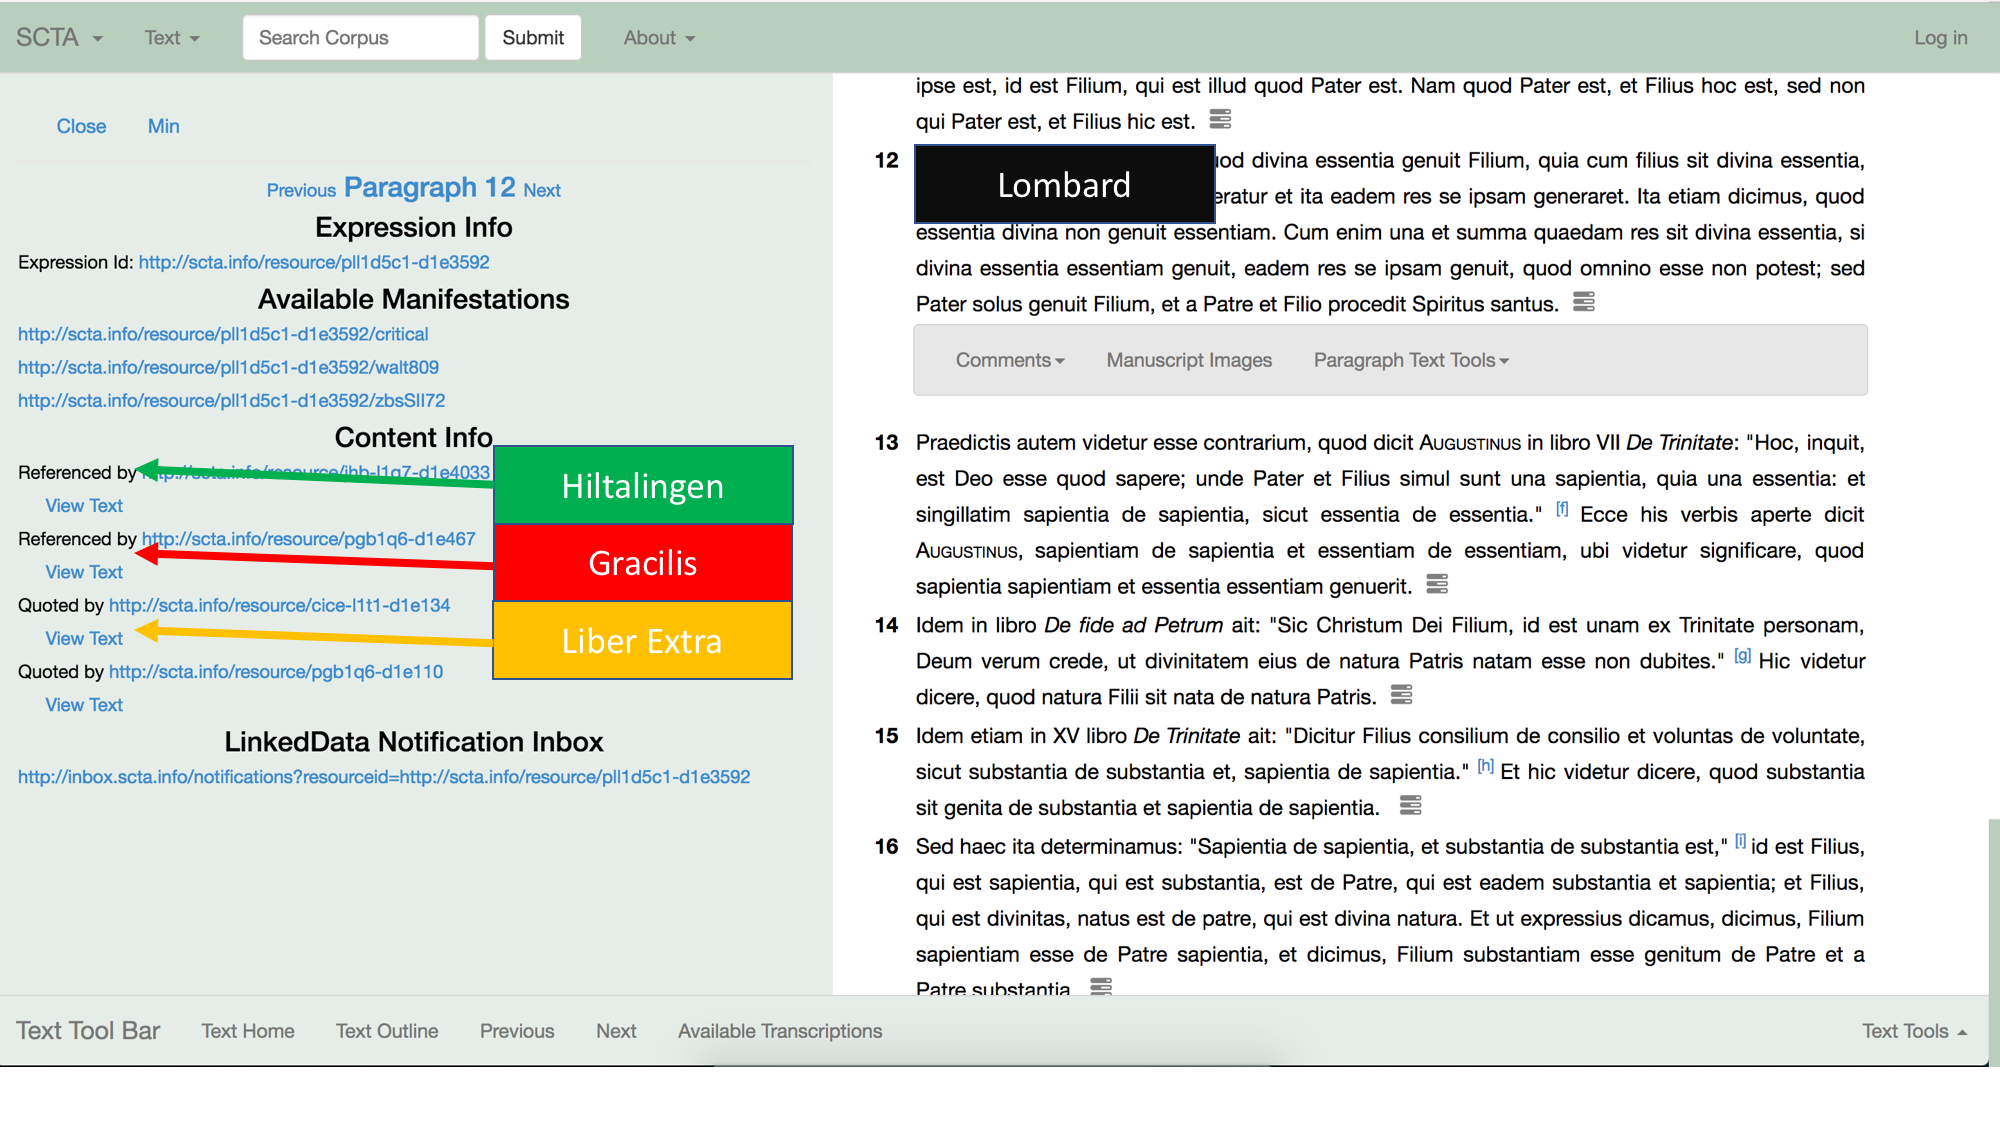 SCTA Text Search Corpus Submit About Log in
Close Min
Previous Paragraph 12 Next
Expression Info
Expression Id: http://scta.info/resource/pll1d5c1-d1e3592
Available Manifestations
http://scta.info/resource/pll1d5c1-d1e3592/critical
http://scta.info/resource/pll1d5c1-d1e3592/walt809
http://scta.info/resource/pll1d5c1-d1e3592/zbsSII72
Content Info
Referenced by http://scta.info/resource/jhb-l1q7-d1e4033
View Text
Referenced by http://scta.info/resource/pgb1q6-d1e467
View Text
Quoted by http://scta.info/resource/cice-l1t1-d1e134
View Text
Quoted by http://scta.info/resource/pgb1q6-d1e110
View Text
LinkedData Notification Inbox
http://inbox.scta.info/notifications?resourceid=http://scta.info/resource/pll1d5c1-d1e3592
Hiltalingen
Gracilis
Liber Extra
ipse est, id est Filium, qui est illud quod Pater est. Nam quod Pater est, et Filius hoc est, sed non
qui Pater est, et Filius hic est.
Lombard
12 divina essentia genuit Filium, quia cum filius sit divina essentia,
et ita eadem res se ipsam generaret. Ita etiam dicimus, quod
essentia divina non genuit essentiam. Cum enim una et summa quaedam res sit divina essentia, si
divina essentia essentiam genuit, eadem res se ipsam genuit, quod omnino esse non potest; sed
Pater solus genuit Filium, et a Patre et Filio procedit Spiritus santus.
Comments Manuscript Images Paragraph Text Tools
13 Praedictis autem videtur esse contrarium, quod dicit Augustinus in libro VII De Trinitate: "Hoc, inquit,
est Deo esse quod sapere; unde Pater et Filius simul sunt una sapientia, quia una essentia: et
singillatim sapientia de sapientia, sicut essentia de essentia." [f] Ecce his verbis aperte dicit
Augustinus, sapientiam de sapientia et essentiam de essentiam, ubi videtur significare, quod
sapientia sapientiam et essentia essentiam genuerit.
14 Idem in libro De fide ad Petrum ait: "Sic Christum Dei Filium, id est unam ex Trinitate personam,
Deum verum crede, ut divinitatem eius de natura Patris natam esse non dubites." [g] Hic videtur
dicere, quod natura Filii sit nata de natura Patris.
15 Idem etiam in XV libro De Trinitate ait: "Dicitur Filius consilium de consilio et voluntas de voluntate,
sicut substantia de substantia et, sapientia de sapientia." [h] Et hic videtur dicere, quod substantia
sit genita de substantia et sapientia de sapientia.
16 Sed haec ita determinamus: "Sapientia de sapientia, et substantia de substantia est," [i] id est Filius,
qui est sapientia, qui est substantia, est de Patre, qui est eadem substantia et sapientia; et Filius,
qui est divinitas, natus est de patre, qui est divina natura. Et ut expressius dicamus, dicimus, Filium
sapientiam esse de Patre sapientia, et dicimus, Filium substantiam esse genitum de Patre et a
Patre substantia
Text Tool Bar Text Home Text Outline Previous Next Available Transcriptions Text Tools